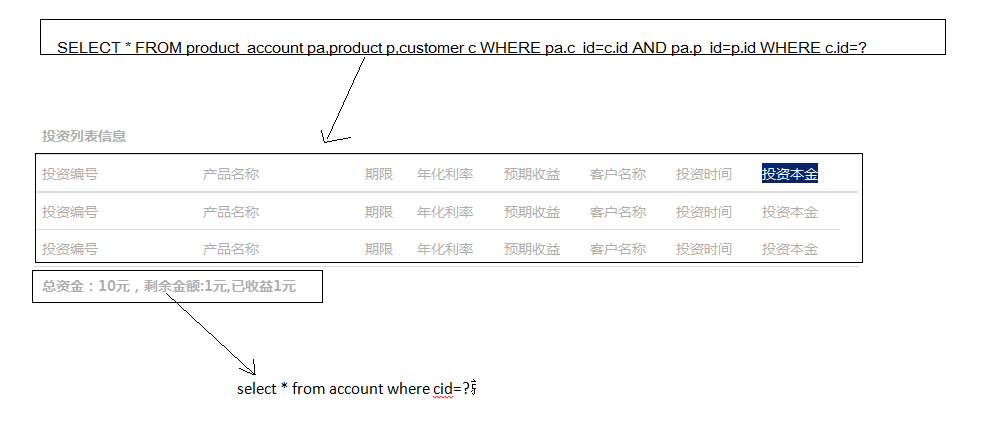 SELECT * FROM product_account pa,product p,customer c WHERE pa.c_id=c.id AND pa.p_id=p.id WHERE c.id=?
投资列表信息
投资编号 产品名称 期限 年化利率 预期收益 客户名称 投资时间 投资本金
投资编号 产品名称 期限 年化利率 预期收益 客户名称 投资时间 投资本金
投资编号 产品名称 期限 年化利率 预期收益 客户名称 投资时间 投资本金
总资金：10元，剩余金额:1元,已收益1元
select * from account where cid=?